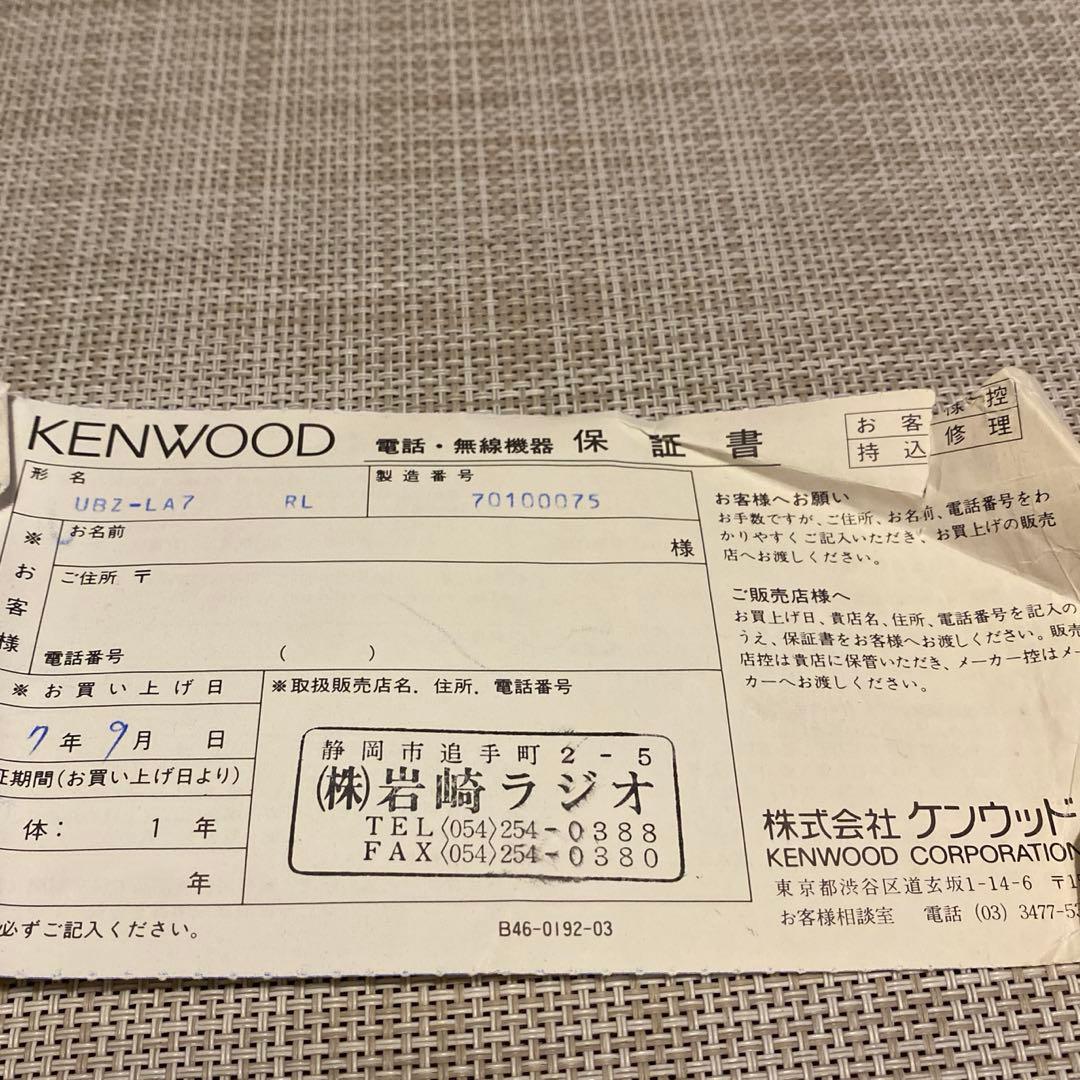 KENWOOD 電話・無線機器 保証書
お客様控
持込修理
形名 製造番号
UBZ-LA7 RL 70100075
※お客様
お名前 様
ご住所 〒
電話番号 ( )
※お買い上げ日 ※取扱販売店名、住所、電話番号
7年 9月 日
証期間(お買い上げ日より)
体: 1年
年
静岡市追手町2-5
(株)岩崎ラジオ
TEL〈054〉254-0388
FAX〈054〉254-0380
必ずご記入ください。
B46-0192-03
お客様へお願い
お手数ですが、ご住所、お名前、電話番号をわ
かりやすくご記入いただき、お買上げの販売
店へお渡しください。
ご販売店様へ
お買上げ日、貴店名、住所、電話番号を記入の
うえ、保証書をお客様へお渡しください。販売
店控は貴店に保管いただき、メーカー控はメー
カーへお渡しください。
株式会社ケンウッド
KENWOOD CORPORATION
東京都渋谷区道玄坂1-14-6 〒15
お客様相談室 電話 (03) 3477-53